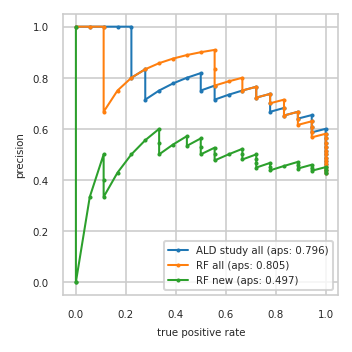 1.0
0.8
0.6
0.4
0.2
0.0
precision
0.0 0.2 0.4 0.6 0.8 1.0
true positive rate
ALD study all (aps: 0.796)
RF all (aps: 0.805)
RF new (aps: 0.497)